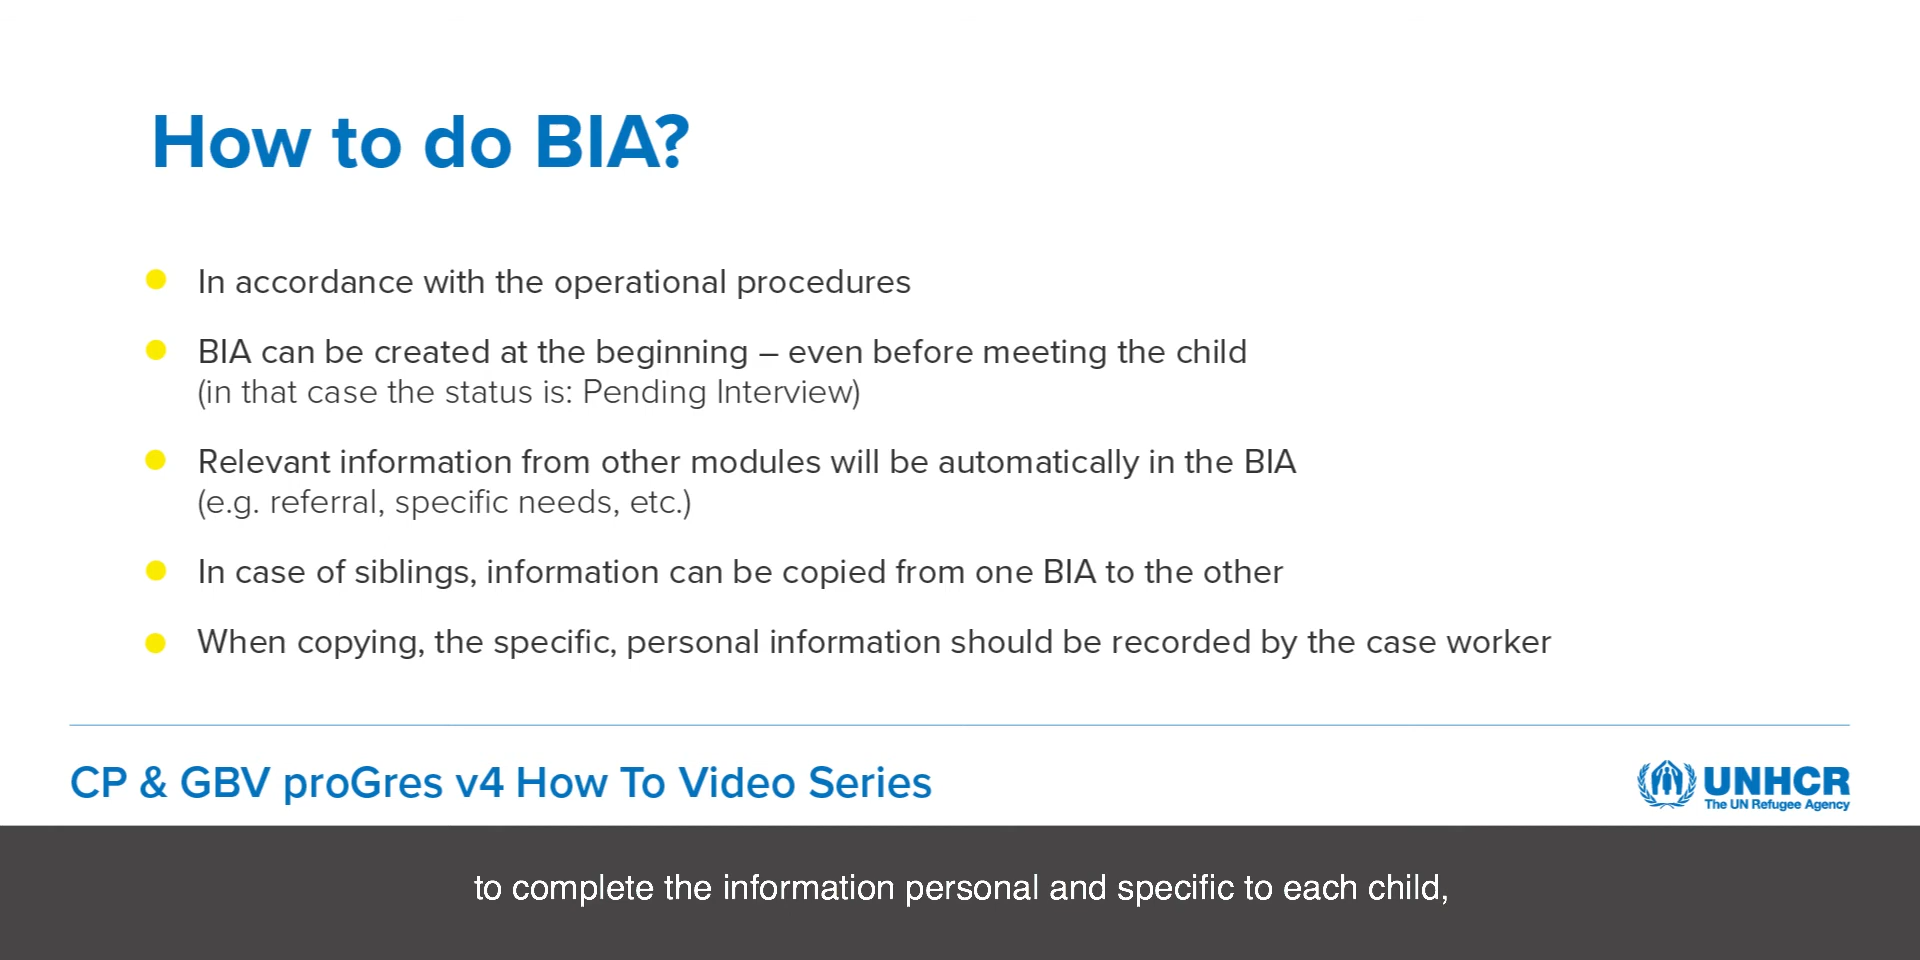 How to do BIA?
In accordance with the operational procedures
BIA can be created at the beginning – even before meeting the child
(in that case the status is: Pending Interview)
Relevant information from other modules will be automatically in the BIA
(e.g. referral, specific needs, etc.)
In case of siblings, information can be copied from one BIA to the other
When copying, the specific, personal information should be recorded by the case worker
CP & GBV proGres v4 How To Video Series
UNHCR
The UN Refugee Agency
to complete the information personal and specific to each child,